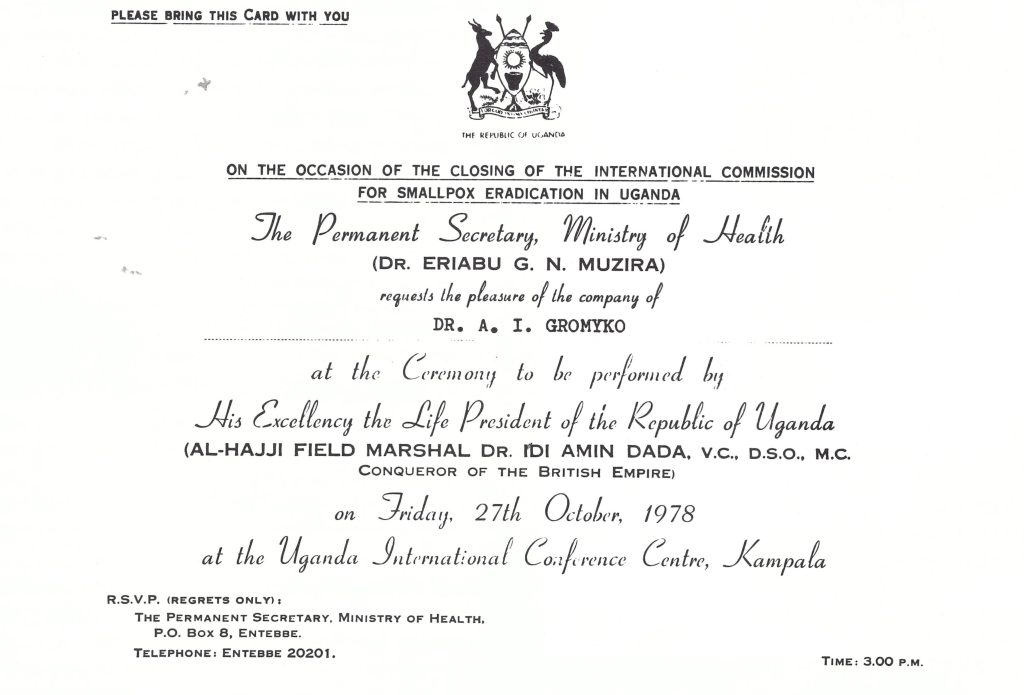 PLEASE BRING THIS CARD WITH YOU
THE REPUBLIC OF UGANDA
ON THE OCCASION OF THE CLOSING OF THE INTERNATIONAL COMMISSION
FOR SMALLPOX ERADICATION IN UGANDA
The Permanent Secretary, Ministry of Health
(DR. ERIABU G. N. MUZIRA)
requests the pleasure of the company of
DR. A. I. GROMYKO
at the Ceremony to be performed by
His Excellency the Life President of the Republic of Uganda
(AL-HAJJI FIELD MARSHAL DR. IDI AMIN DADA, V.C., D.S.O., M.C.
CONQUEROR OF THE BRITISH EMPIRE)
on Friday, 27th October, 1978
at the Uganda International Conference Centre, Kampala
R.S.V.P. (REGRETS ONLY):
THE PERMANENT SECRETARY, MINISTRY OF HEALTH,
P.O. BOX 8, ENTEBBE.
TELEPHONE: ENTEBBE 20201.
TIME: 3.00 P.M.